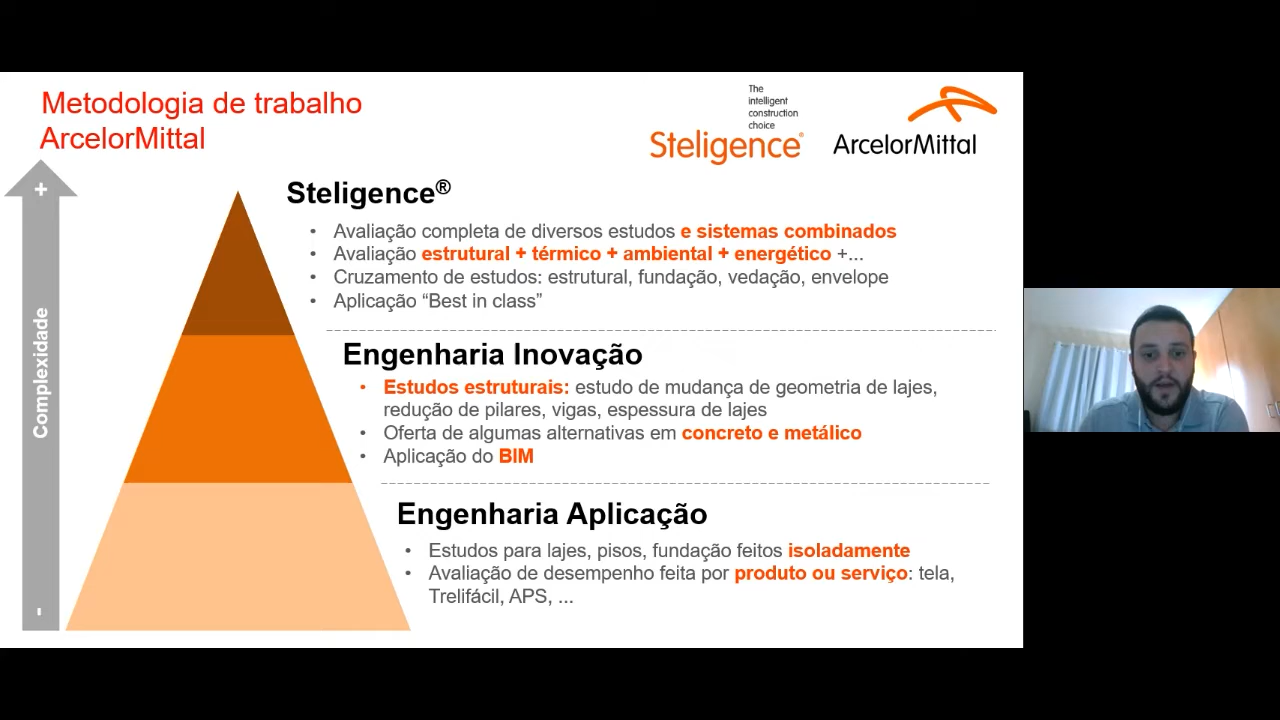 Metodologia de trabalho
ArcelorMittal
The
intelligent
construction
choice
Steligence®
ArcelorMittal
+
Complexidade
-
Steligence®
• Avaliação completa de diversos estudos e sistemas combinados
• Avaliação estrutural + térmico + ambiental + energético +...
• Cruzamento de estudos: estrutural, fundação, vedação, envelope
• Aplicação “Best in class”
Engenharia Inovação
• Estudos estruturais: estudo de mudança de geometria de lajes,
redução de pilares, vigas, espessura de lajes
• Oferta de algumas alternativas em concreto e metálico
• Aplicação do BIM
Engenharia Aplicação
• Estudos para lajes, pisos, fundação feitos isoladamente
• Avaliação de desempenho feita por produto ou serviço: tela,
Trelifácil, APS, ...